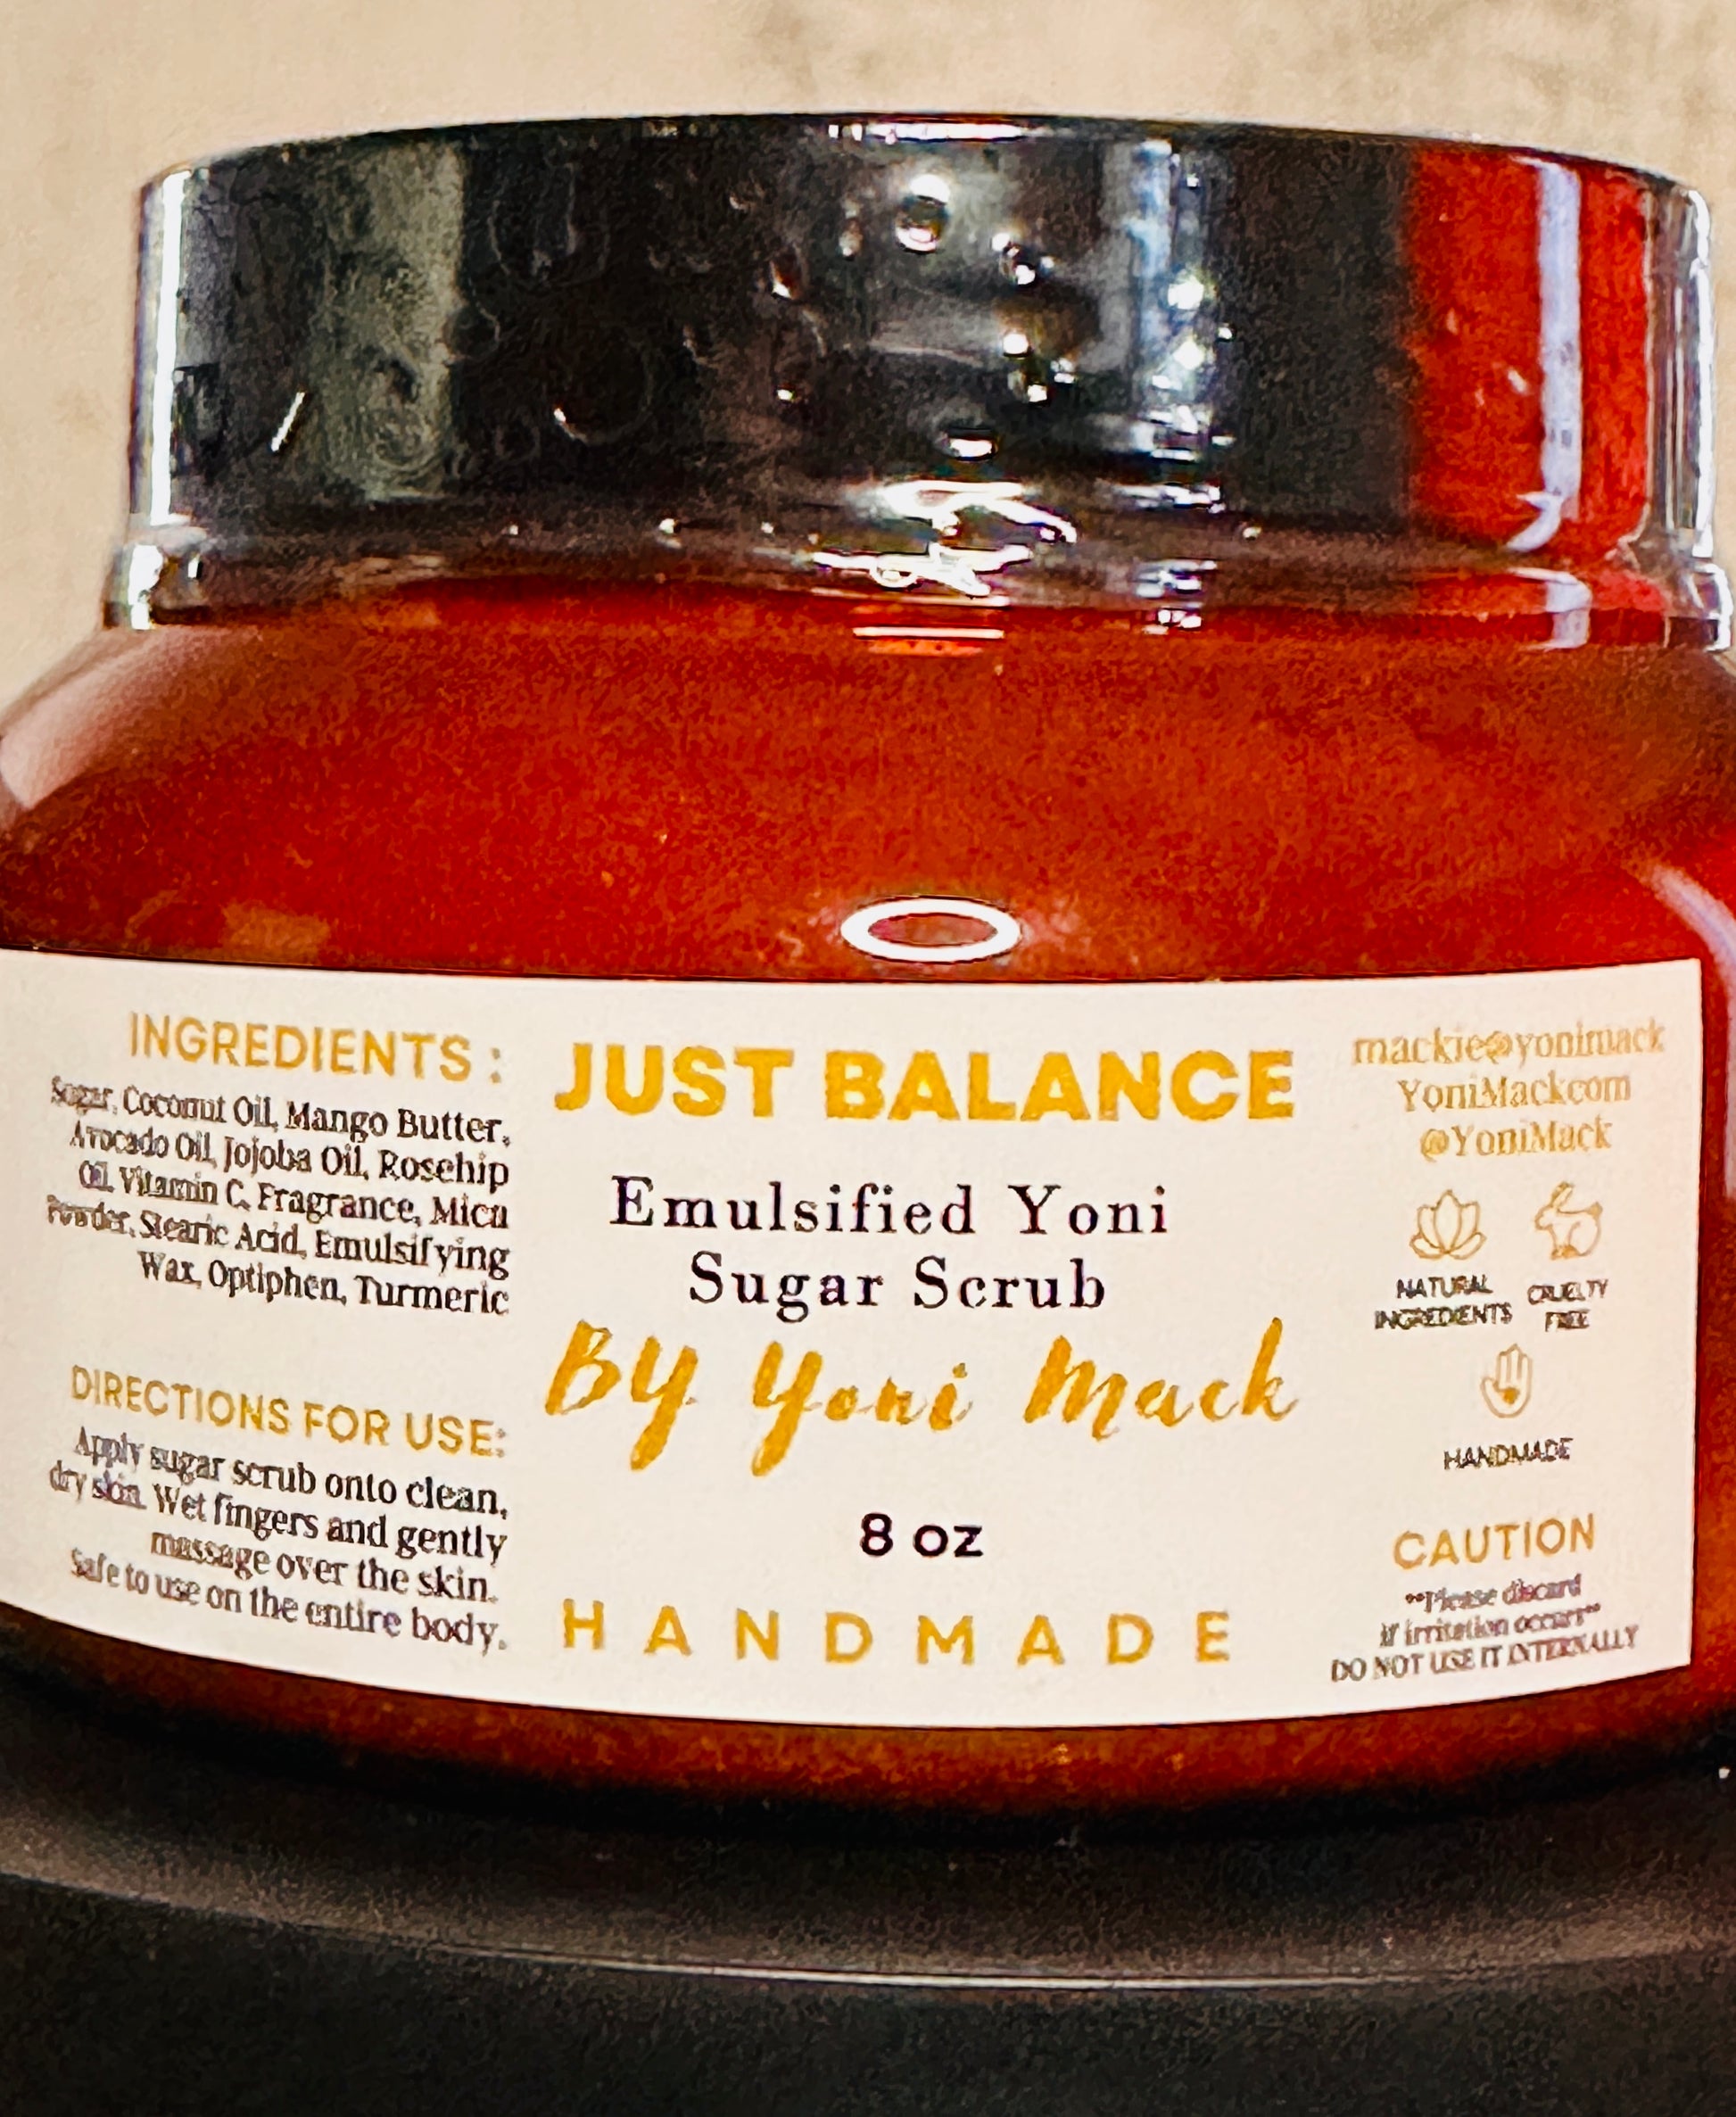 INGREDIENTS :
Sugar, Coconut Oil, Mango Butter,
Avocado Oil, Jojoba Oil, Rosehip
Oil, Vitamin C, Fragrance, Mica
Powder, Stearic Acid, Emulsifying
Wax, Optiphen, Turmeric
DIRECTIONS FOR USE:
Apply sugar scrub onto clean,
dry skin. Wet fingers and gently
massage over the skin.
Safe to use on the entire body.
JUST BALANCE
Emulsified Yoni
Sugar Scrub
By Yoni Mack
8 oz
HANDMADE
mackie@yonimack
YoniMack.com
@YoniMack
NATURAL
INGREDIENTS
CRUELTY
FREE
HANDMADE
CAUTION
**Please discard
if irritation occurs**
DO NOT USE IT INTERNALLY